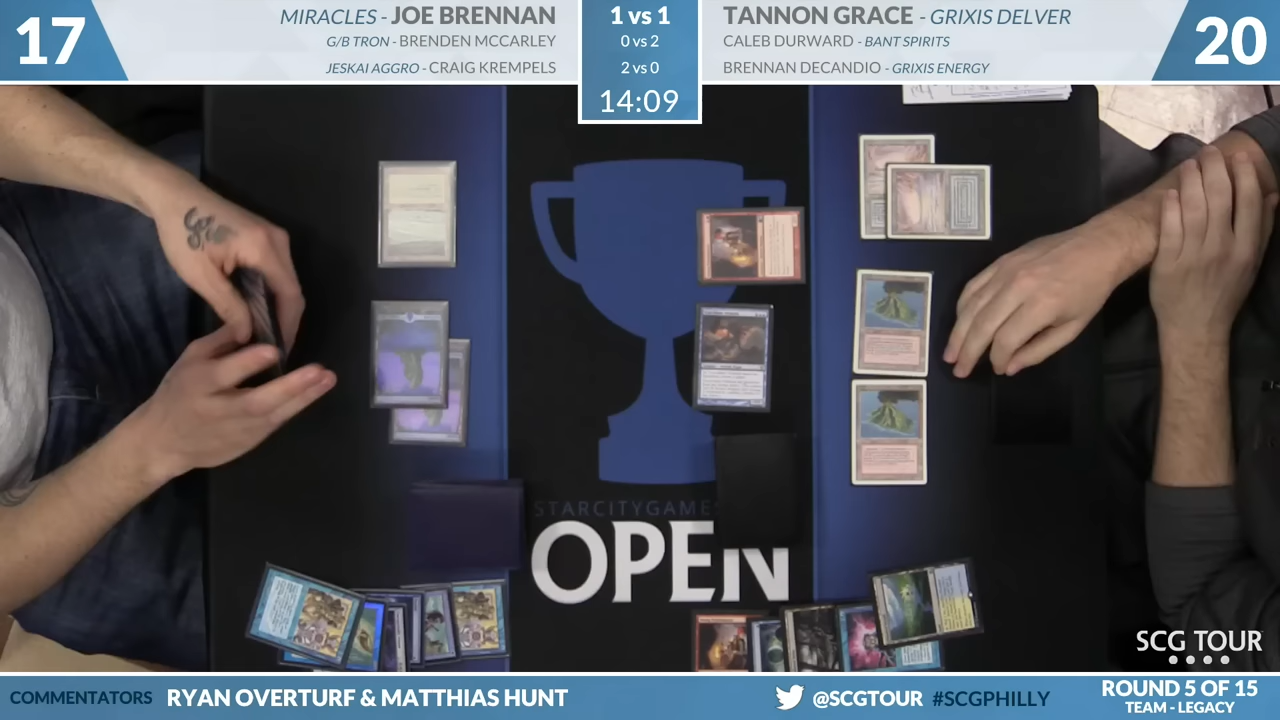 17
MIRACLES - JOE BRENNAN
G/B TRON - BRENDEN MCCARLEY
JESKAI AGGRO - CRAIG KREMPELS
1 vs 1
0 vs 2
2 vs 0
14:09
TANNON GRACE - GRIXIS DELVER
CALEB DURWARD - BANT SPIRITS
BRENNAN DECANDIO - GRIXIS ENERGY
20
STARCITYGAMES
OPEN
SCG TOUR
COMMENTATORS RYAN OVERTURF & MATTHIAS HUNT
@SCGTOUR #SCGPHILLY
ROUND 5 OF 15
TEAM - LEGACY